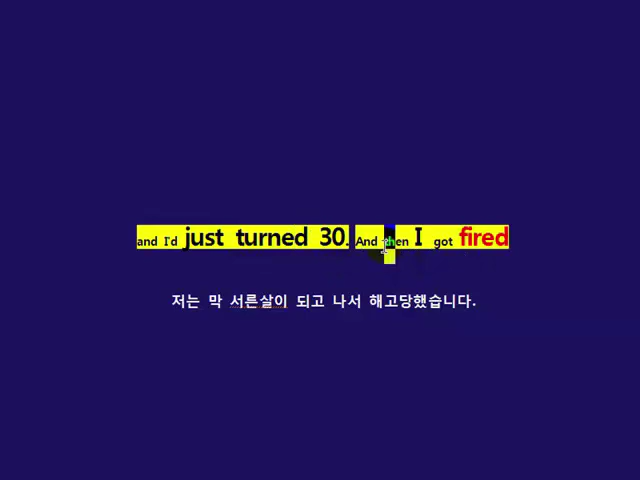 and I'd just turned 30. And then I got fired
저는 막 서른살이 되고 나서 해고당했습니다.